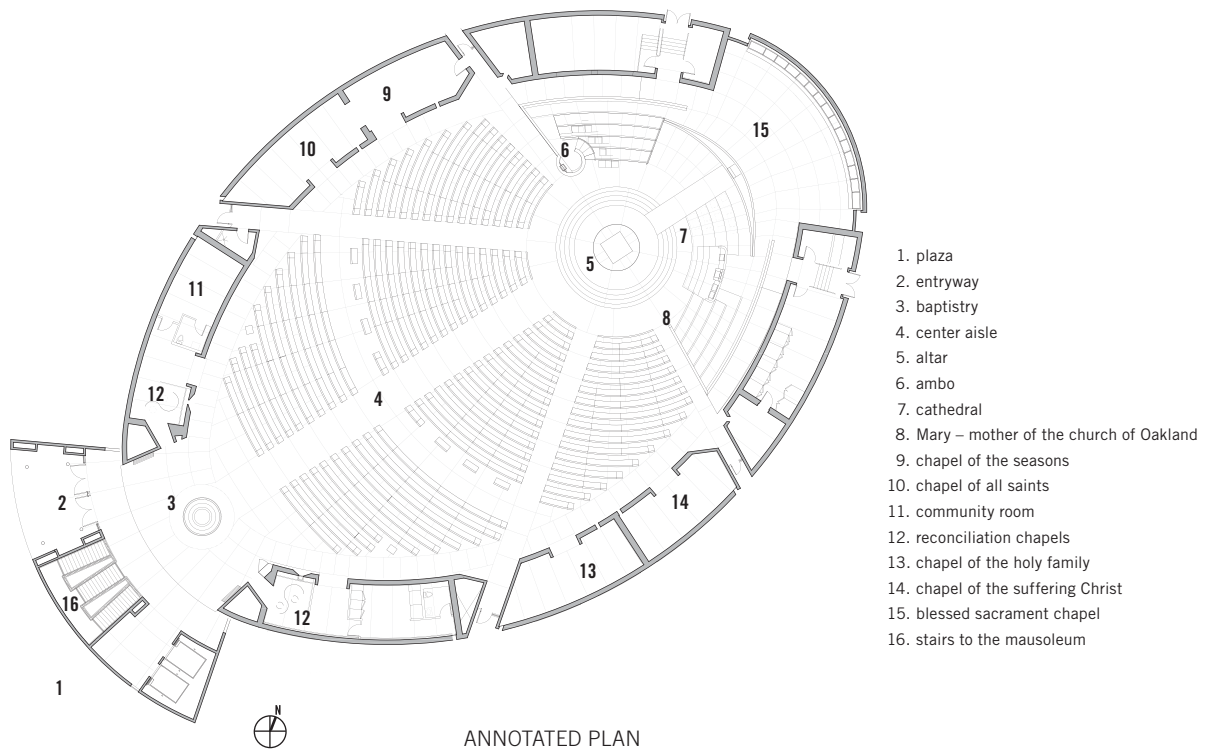 9
15
10
6
7
5
11
8
12
4
2
3
14
13
16
12
1
N
ANNOTATED PLAN
1. plaza
2. entryway
3. baptistry
4. center aisle
5. altar
6. ambo
7. cathedral
8. Mary – mother of the church of Oakland
9. chapel of the seasons
10. chapel of all saints
11. community room
12. reconciliation chapels
13. chapel of the holy family
14. chapel of the suffering Christ
15. blessed sacrament chapel
16. stairs to the mausoleum